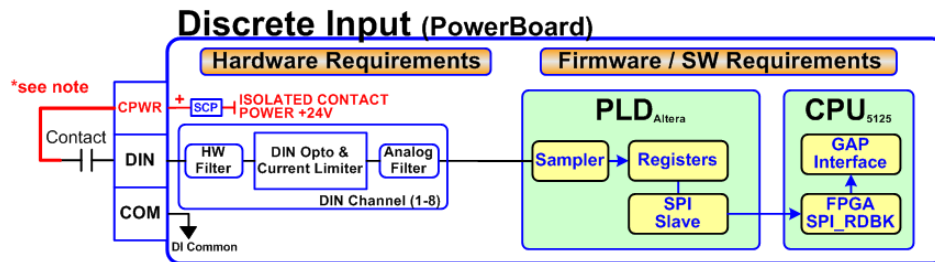 Discrete Input (PowerBoard)
Hardware Requirements
Firmware / SW Requirements
*see note
CPWR
+
SCP
ISOLATED CONTACT
POWER +24V
Contact
DIN
HW
Filter
DIN Opto &
Current Limiter
Analog
Filter
DIN Channel (1-8)
COM
DI Common
PLD Altera
Sampler
Registers
SPI
Slave
CPU 5125
GAP
Interface
FPGA
SPI_RDBK